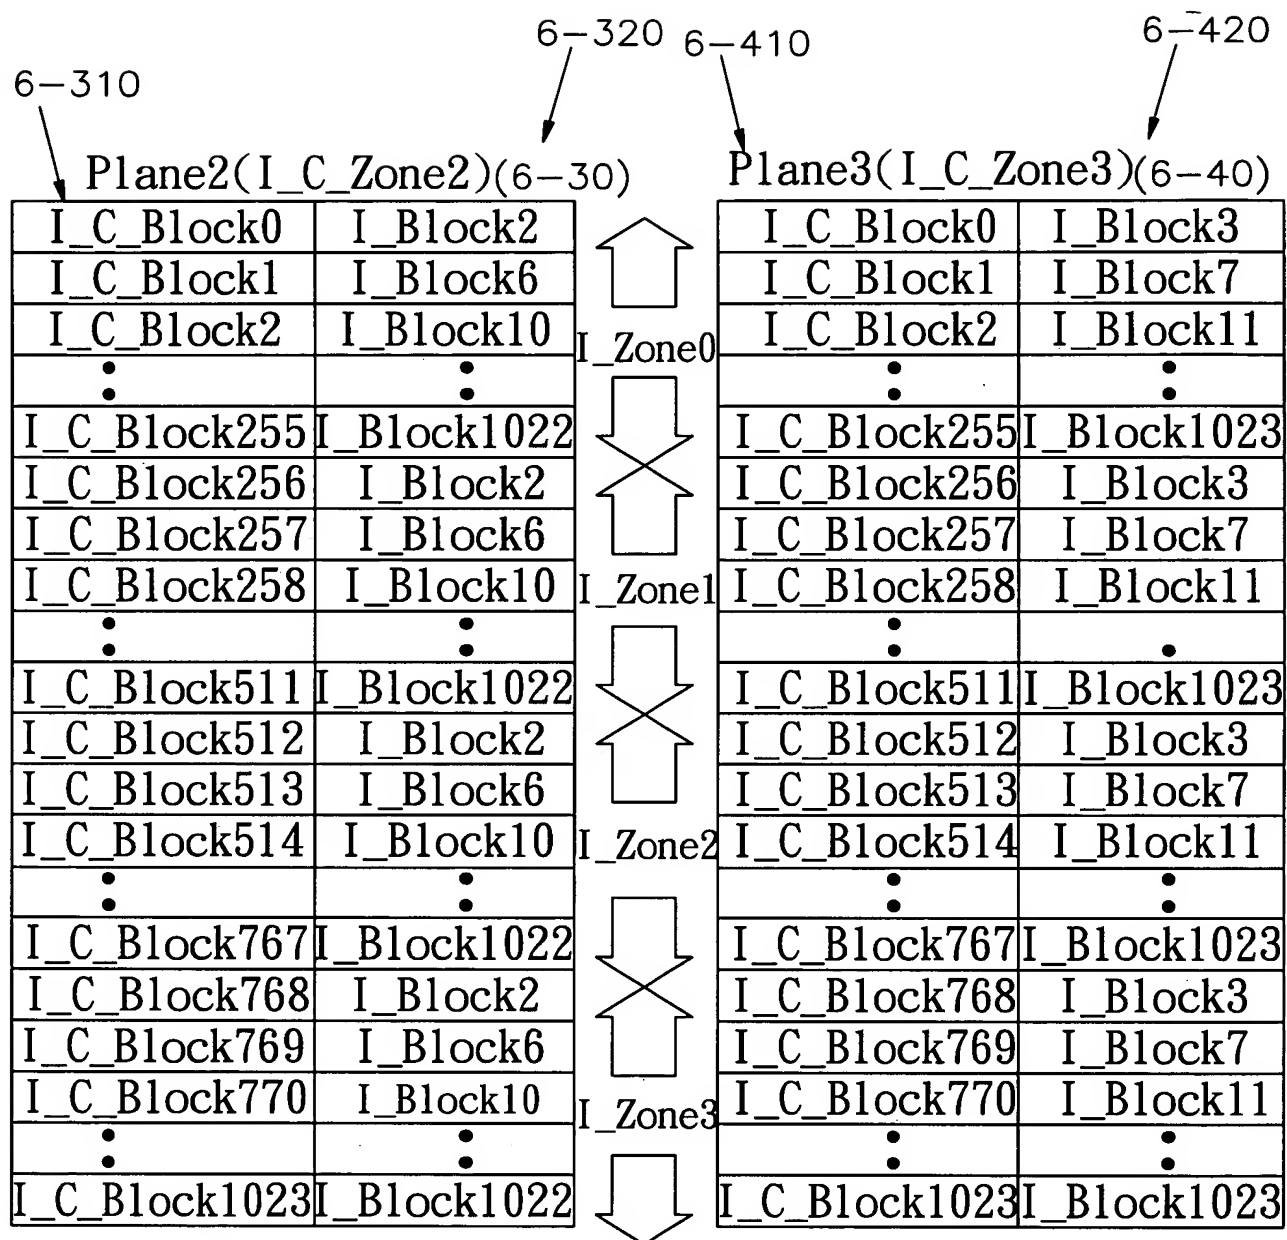 6-320 6-410 6-420
6-310
Plane2(I_C_Zone2)(6-30) Plane3(I_C_Zone3)(6-40)
I_C_Block0 I_Block2 I_C_Block0 I_Block3
I_C_Block1 I_Block6 I_C_Block1 I_Block7
I_C_Block2 I_Block10 I_Zone0 I_C_Block2 I_Block11
I_C_Block255 I_Block1022 I_C_Block255 I_Block1023
I_C_Block256 I_Block2 I_C_Block256 I_Block3
I_C_Block257 I_Block6 I_C_Block257 I_Block7
I_C_Block258 I_Block10 I_Zone1 I_C_Block258 I_Block11
I_C_Block511 I_Block1022 I_C_Block511 I_Block1023
I_C_Block512 I_Block2 I_C_Block512 I_Block3
I_C_Block513 I_Block6 I_C_Block513 I_Block7
I_C_Block514 I_Block10 I_Zone2 I_C_Block514 I_Block11
I_C_Block767 I_Block1022 I_C_Block767 I_Block1023
I_C_Block768 I_Block2 I_C_Block768 I_Block3
I_C_Block769 I_Block6 I_C_Block769 I_Block7
I_C_Block770 I_Block10 I_Zone3 I_C_Block770 I_Block11
I_C_Block1023 I_Block1022 I_C_Block1023 I_Block1023